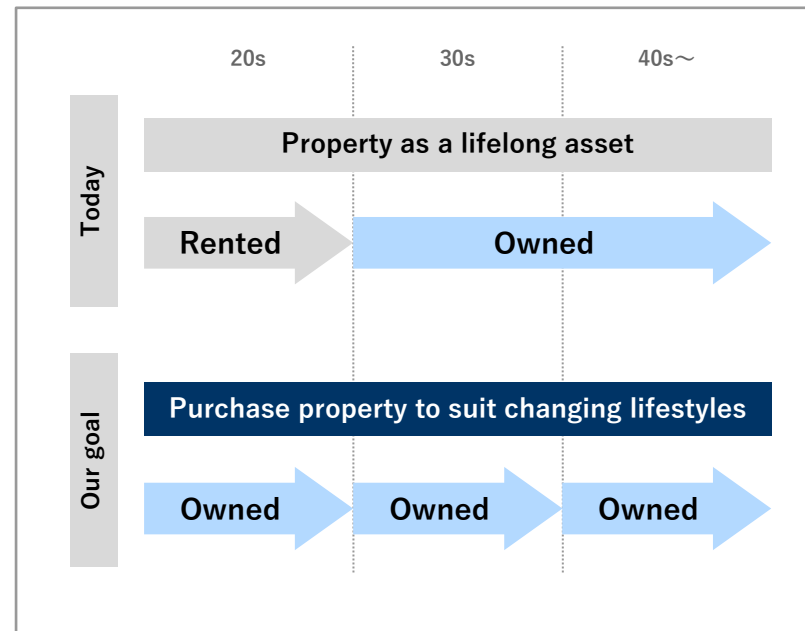 20s
30s
40s～
Today
Property as a lifelong asset
Rented
Owned
Our goal
Purchase property to suit changing lifestyles
Owned
Owned
Owned